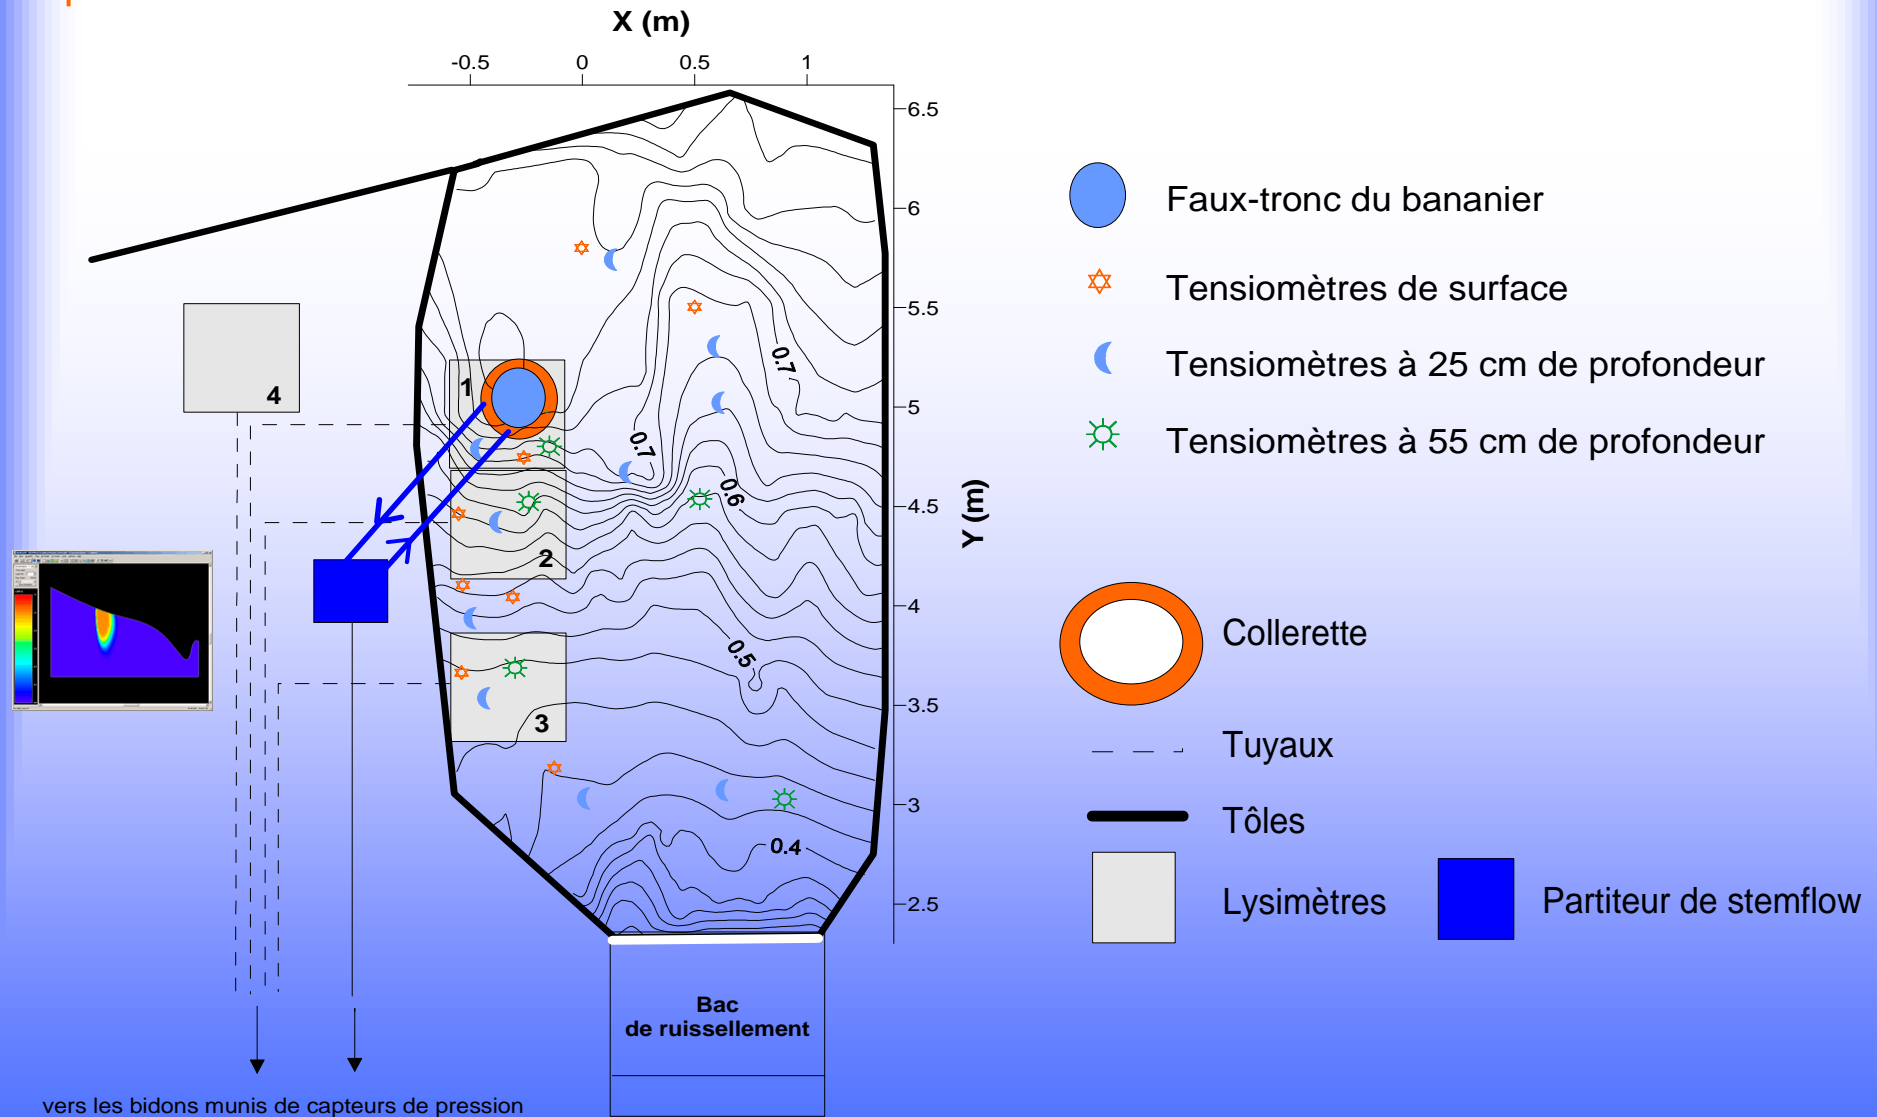 X (m)
-0.5 0 0.5 1
6.5
6
5.5
5
4.5
4
3.5
3
2.5
Y (m)
0.7
0.7
0.6
0.5
0.4
1
2
3
4
Bac
de ruissellement
vers les bidons munis de capteurs de pression
Faux-tronc du bananier
Tensiomètres de surface
Tensiomètres à 25 cm de profondeur
Tensiomètres à 55 cm de profondeur
Collerette
Tuyaux
Tôles
Lysimètres
Partiteur de stemflow